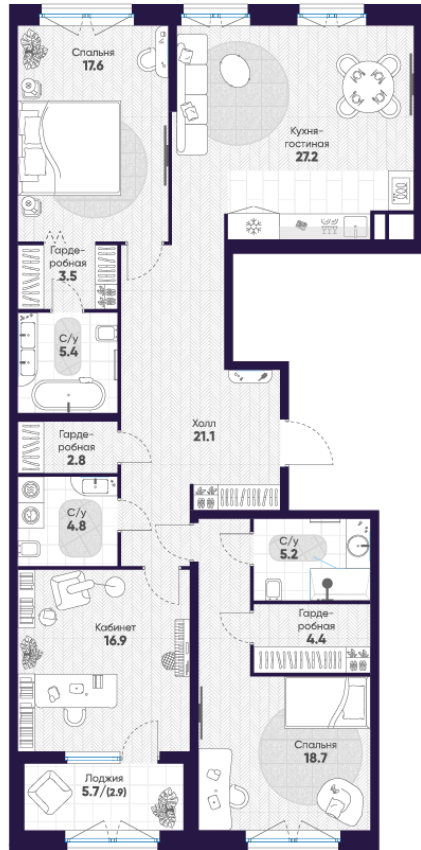 Спальня
17.6
Кухня-
гостиная
27.2
Гарде-
робная
3.5
С/у
5.4
Холл
21.1
Гарде-
робная
2.8
С/у
4.8
С/у
5.2
Кабинет
16.9
Гарде-
робная
4.4
Спальня
18.7
Лоджия
5.7/(2.9)